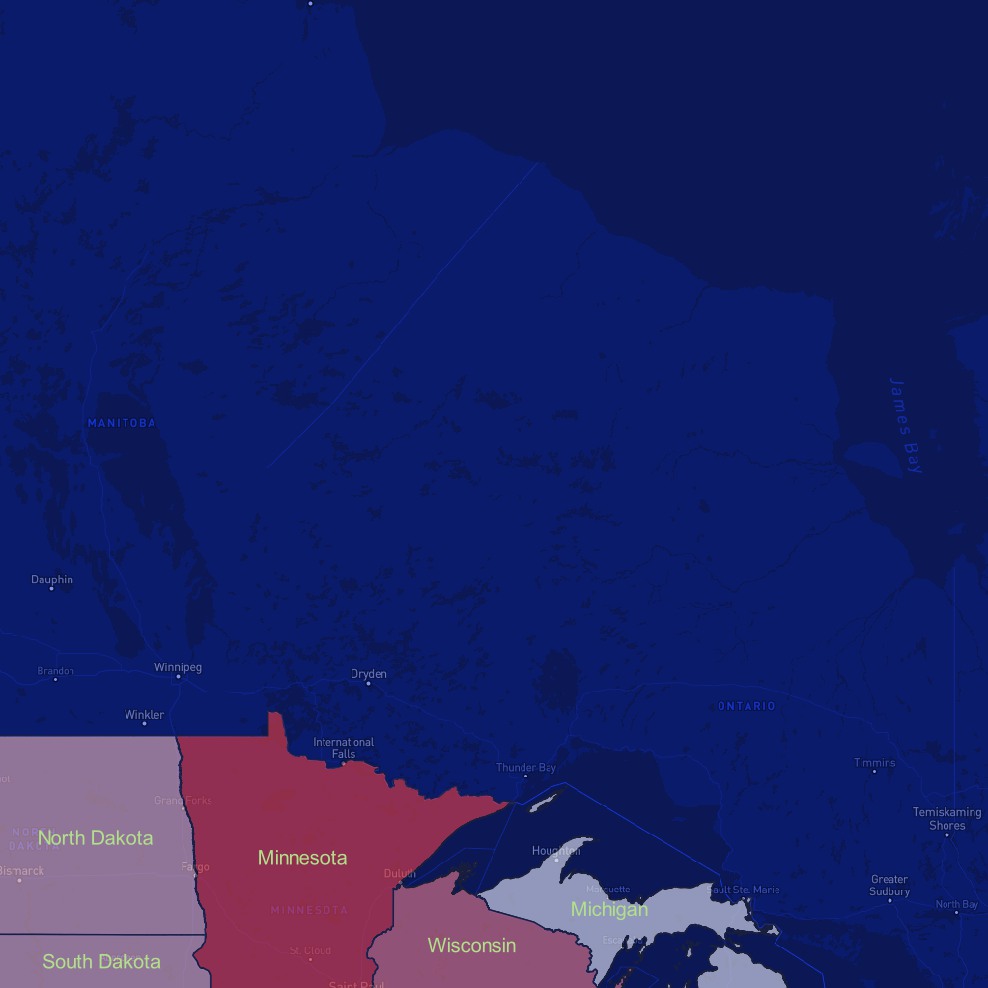 MANITOBA
James Bay
Dauphin
Winnipeg
Brandon
Dryden
ONTARIO
Winkler
International
Falls
Thunder Bay
Timmins
Grand Forks
Temiskaming
Shores
North Dakota
Houghton
Minnesota
Fargo
Bismarck
Duluth
Greater
Sudbury
Marquette
Sault Ste. Marie
North Bay
MINNESOTA
Michigan
Wisconsin
St. Cloud
South Dakota
Saint Paul